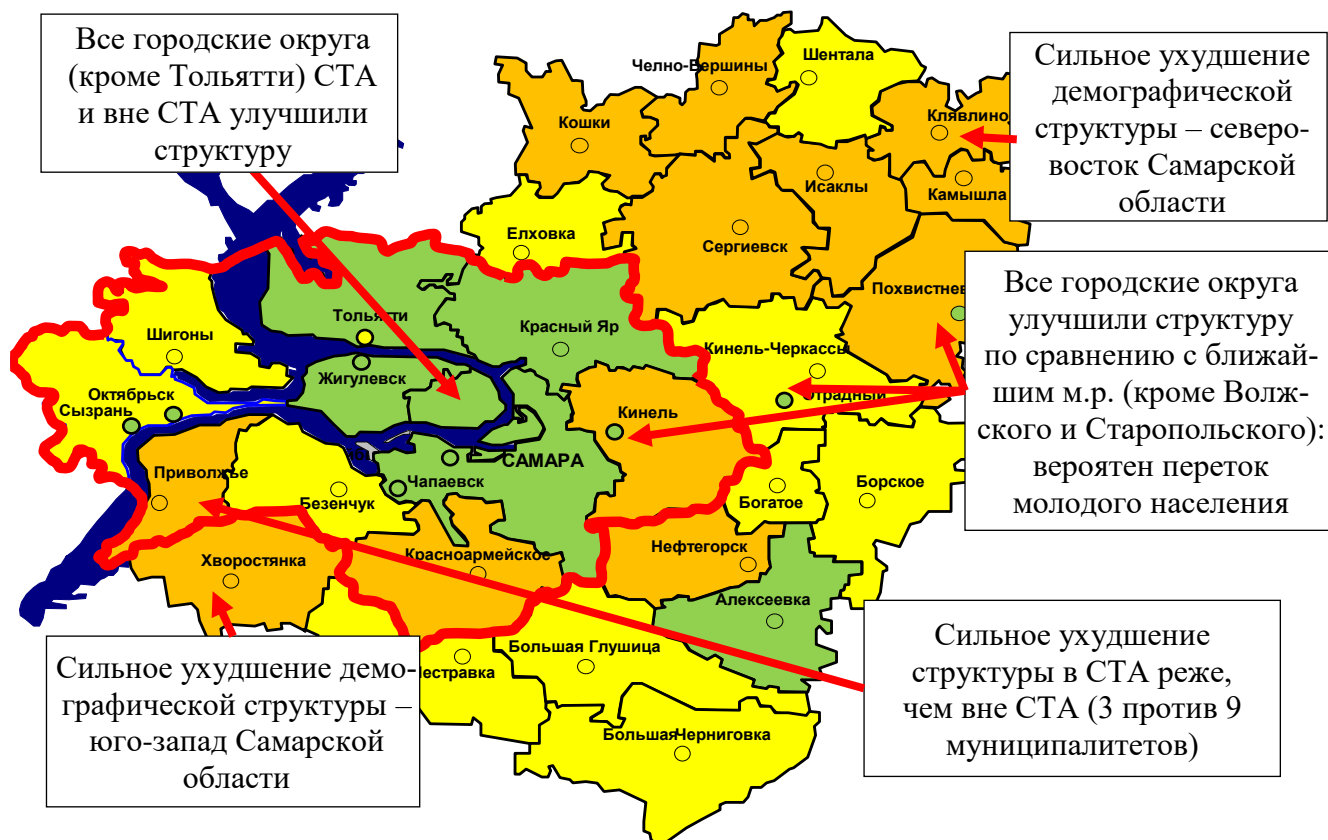 Все городские округа
(кроме Тольятти) СТА
и вне СТА улучшили
структуру
Сильное ухудшение
демографической
структуры – северо-
восток Самарской
области
Все городские округа
улучшили структуру
по сравнению с ближай-
шим м.р. (кроме Волж-
ского и Старопольского):
вероятен переток
молодого населения
Сильное ухудшение
структуры в СТА реже,
чем вне СТА (3 против 9
муниципалитетов)
Сильное ухудшение демо-
графической структуры –
юго-запад Самарской
области
Шентала
Челно-Вершины
Кошки
Клявлино
Исаклы
Камышла
Сергиевск
Елховка
Похвистнев
Тольятти
Красный Яр
Шигоны
Кинель-Черкассы
Жигулевск
Октябрьск
Сызрань
Отрадный
Кинель
САМАРА
Приволжье
Чапаевск
Безенчук
Богатое
Борское
Хворостянка
Красноармейское
Нефтегорск
Алексеевка
Большая Глушица
естравка
Большая Черниговка